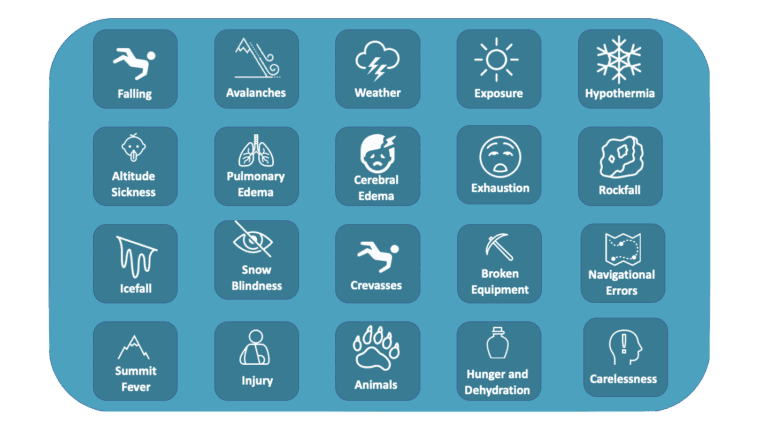 Falling
Avalanches
Weather
Exposure
Hypothermia
Altitude
Sickness
Pulmonary
Edema
Cerebral
Edema
Exhaustion
Rockfall
Icefall
Snow
Blindness
Crevasses
Broken
Equipment
Navigational
Errors
Summit
Fever
Injury
Animals
Hunger and
Dehydration
Carelessness